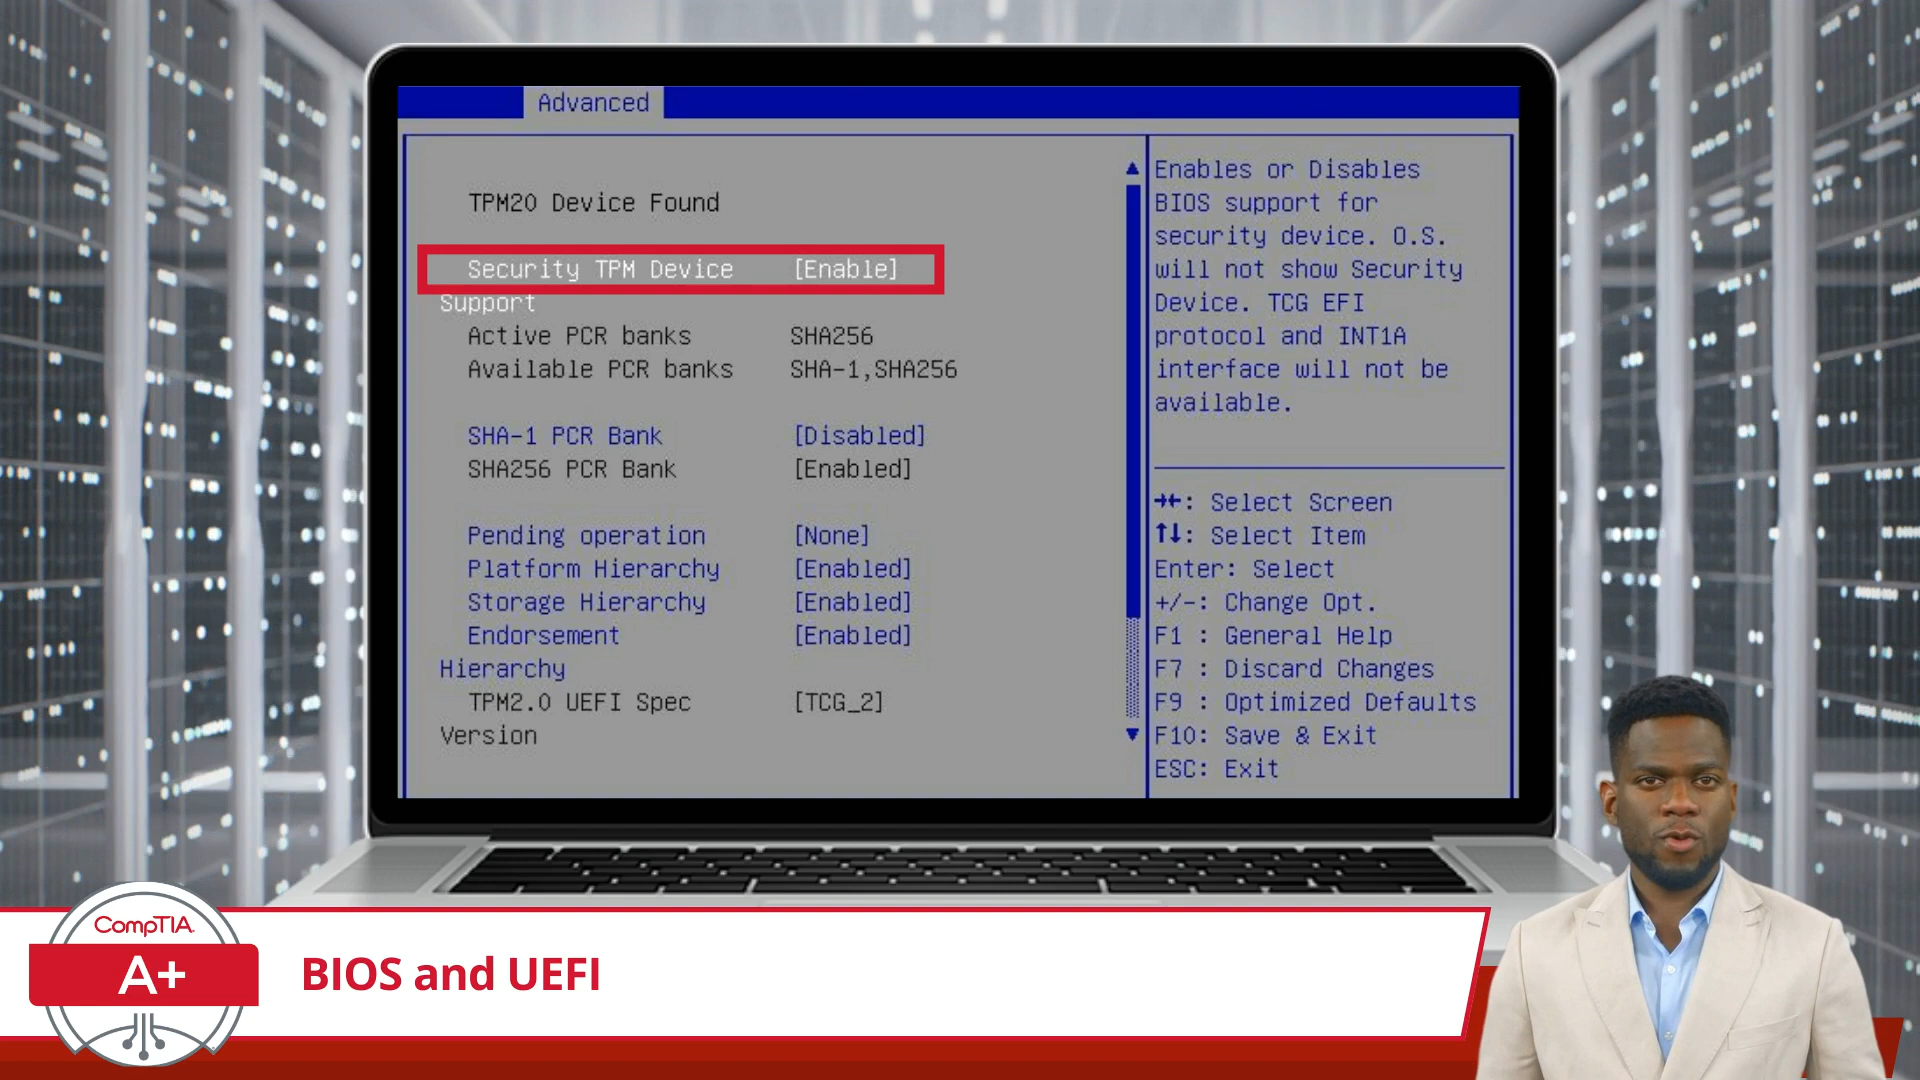 Advanced
TPM20 Device Found
Security TPM Device [Enable]
Support
Active PCR banks SHA256
Available PCR banks SHA-1,SHA256
SHA-1 PCR Bank [Disabled]
SHA256 PCR Bank [Enabled]
Pending operation [None]
Platform Hierarchy [Enabled]
Storage Hierarchy [Enabled]
Endorsement [Enabled]
Hierarchy
TPM2.0 UEFI Spec [TCG_2]
Version
Enables or Disables
BIOS support for
security device. O.S.
will not show Security
Device. TCG EFI
protocol and INT1A
interface will not be
available.
→←: Select Screen
↑↓: Select Item
Enter: Select
+/-: Change Opt.
F1 : General Help
F7 : Discard Changes
F9 : Optimized Defaults
F10: Save & Exit
ESC: Exit
CompTIA.
A+
BIOS and UEFI